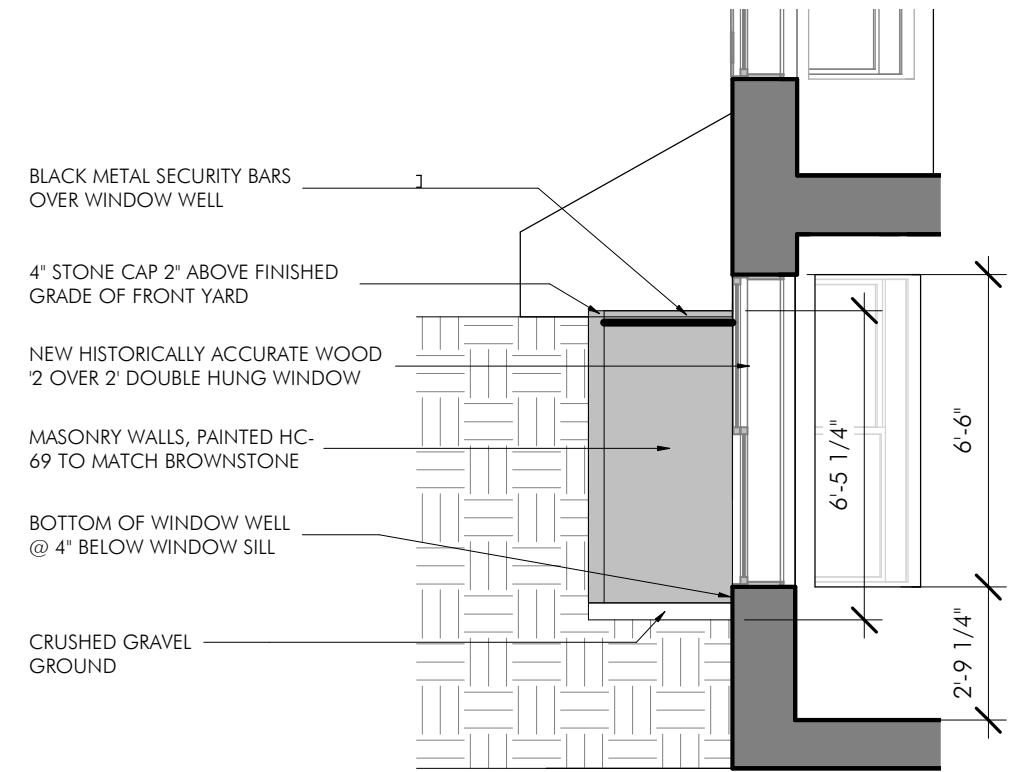 BLACK METAL SECURITY BARS
OVER WINDOW WELL
4" STONE CAP 2" ABOVE FINISHED
GRADE OF FRONT YARD
NEW HISTORICALLY ACCURATE WOOD
'2 OVER 2' DOUBLE HUNG WINDOW
MASONRY WALLS, PAINTED HC-
69 TO MATCH BROWNSTONE
BOTTOM OF WINDOW WELL
@ 4" BELOW WINDOW SILL
CRUSHED GRAVEL
GROUND
6'-5 1/4"
6'-6"
2'-9 1/4"